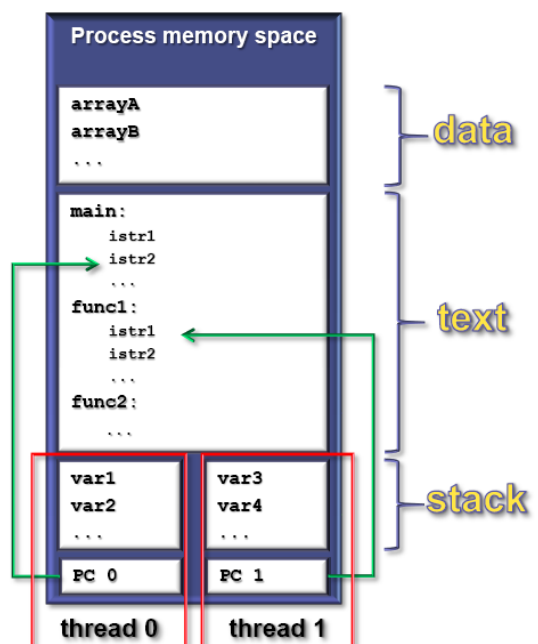 Process memory space
arrayA
arrayB
...
data
main:
istr1
istr2
...
func1:
istr1
istr2
...
func2:
...
text
var1
var2
...
var3
var4
...
stack
PC 0
PC 1
thread 0
thread 1